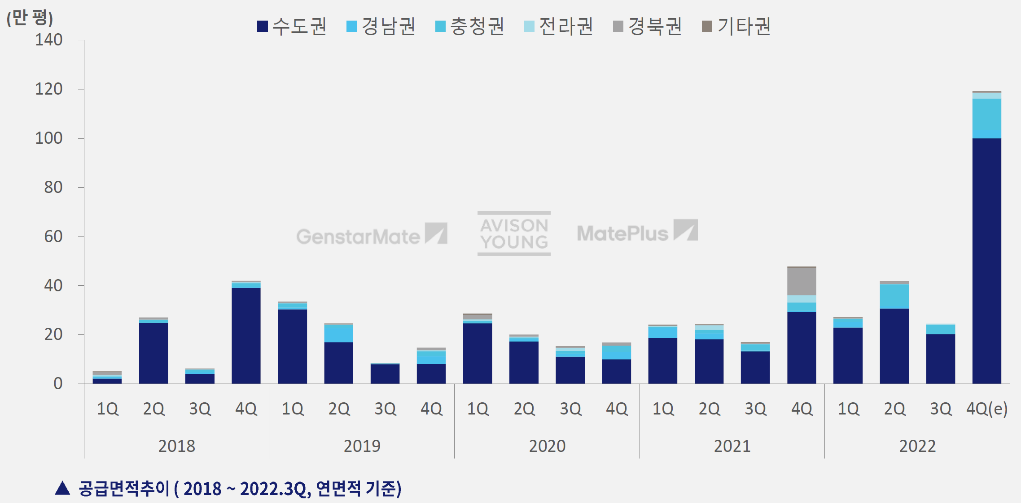 (만 평)
수도권 경남권 충청권 전라권 경북권 기타권
140
120
100
80
60
40
20
0
GenstarMate AVISON YOUNG MatePlus
1Q 2Q 3Q 4Q 1Q 2Q 3Q 4Q 1Q 2Q 3Q 4Q 1Q 2Q 3Q 4Q 1Q 2Q 3Q 4Q(e)
2018 2019 2020 2021 2022
▲ 공급면적추이 ( 2018 ~ 2022.3Q, 연면적 기준)